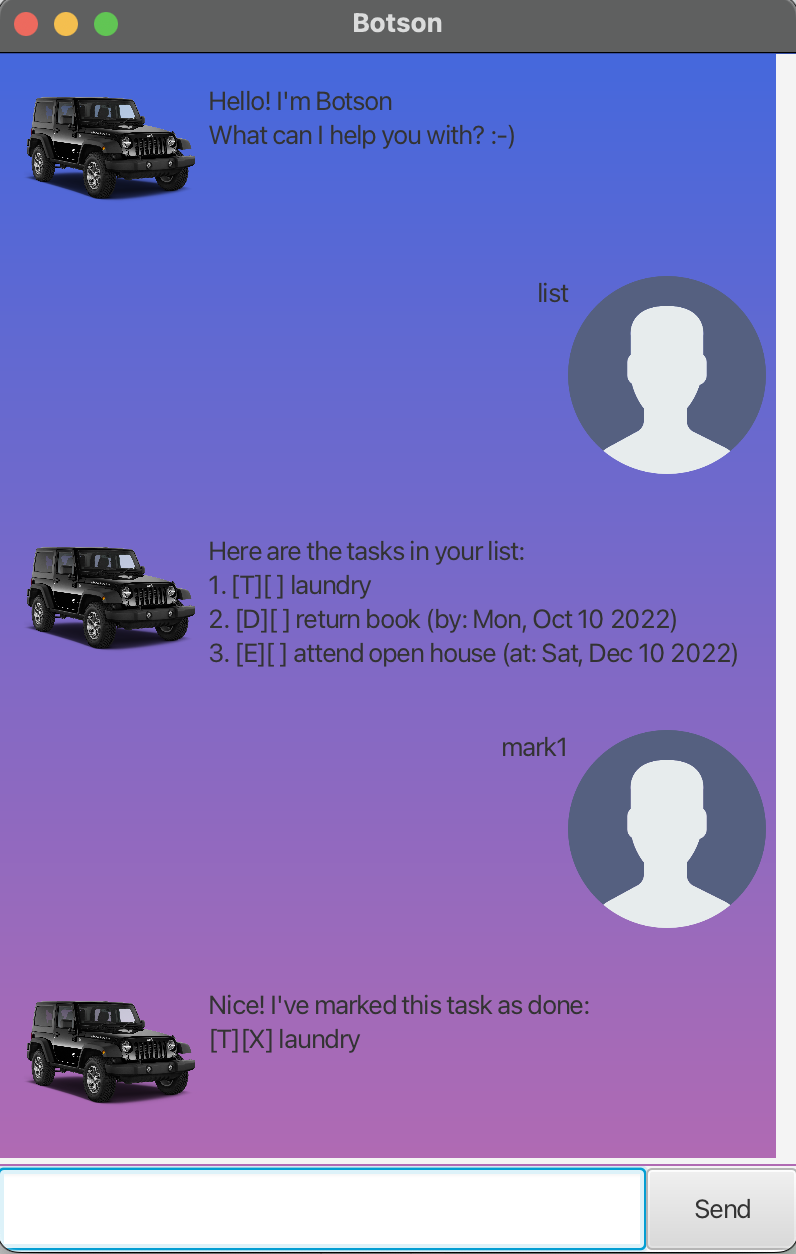 Botson
Hello! I'm Botson
What can I help you with? :-)
list
Here are the tasks in your list:
1. [T][ ] laundry
2. [D][ ] return book (by: Mon, Oct 10 2022)
3. [E][ ] attend open house (at: Sat, Dec 10 2022)
mark1
Nice! I've marked this task as done:
[T][X] laundry
Send